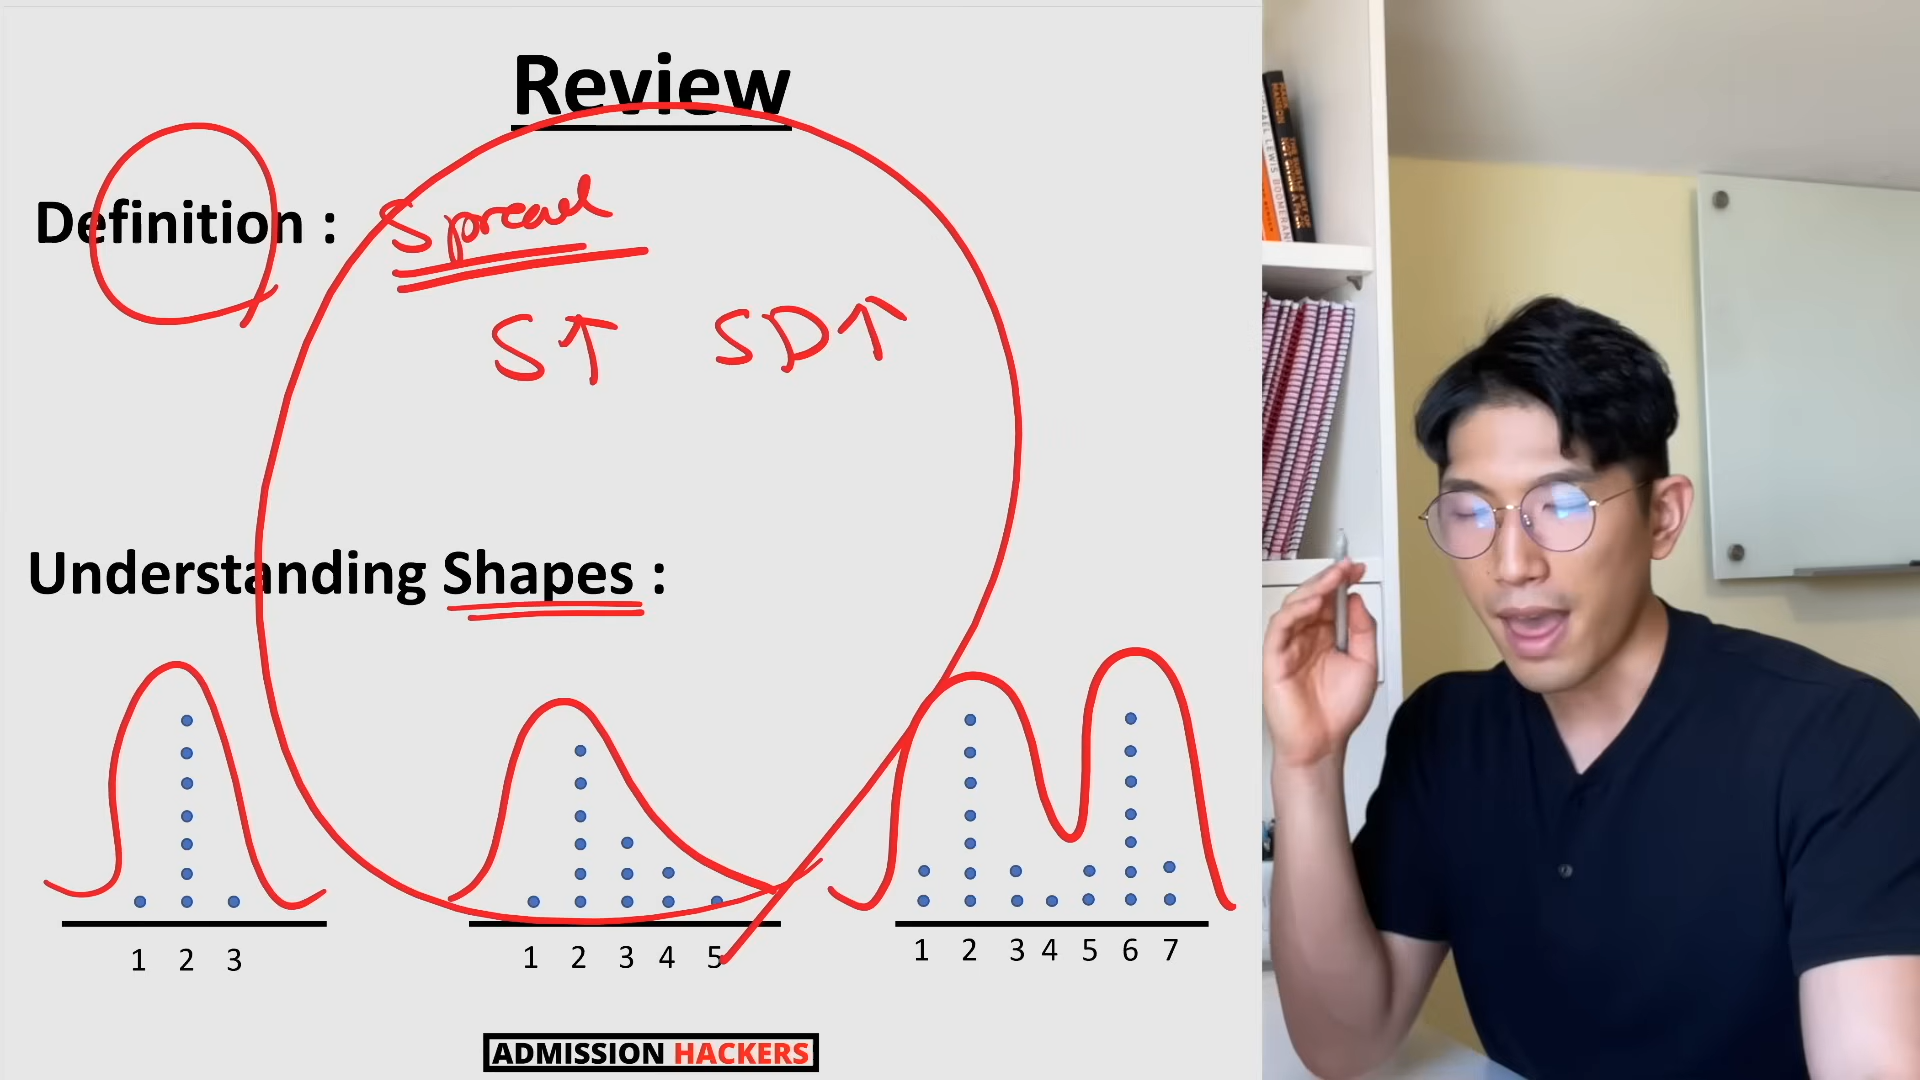 Review
Definition : Spread
S↑ SD↑
Understanding Shapes :
1 2 3
1 2 3 4 5
1 2 3 4 5 6 7
ADMISSION HACKERS